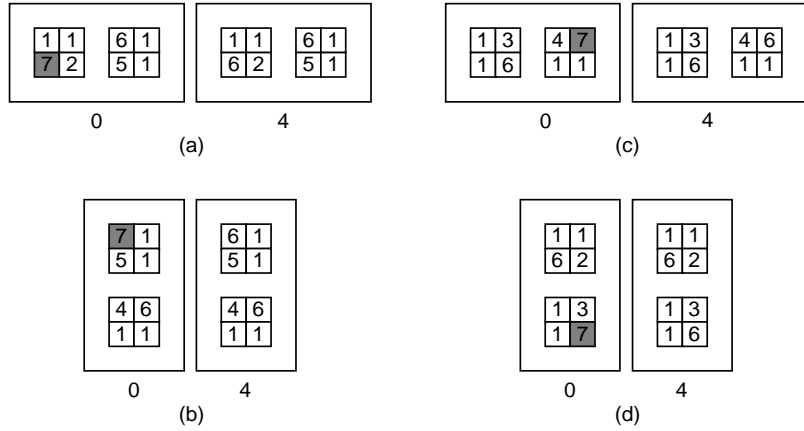 1 1 6 1 1 1 6 1
7 2 5 1 6 2 5 1
0 4
(a)
1 3 4 7 1 3 4 6
1 6 1 1 1 6 1 1
0 4
(c)
7 1 6 1
5 1 5 1
4 6 4 6
1 1 1 1
0 4
(b)
1 1 1 1
6 2 6 2
1 3 1 3
1 7 1 6
0 4
(d)